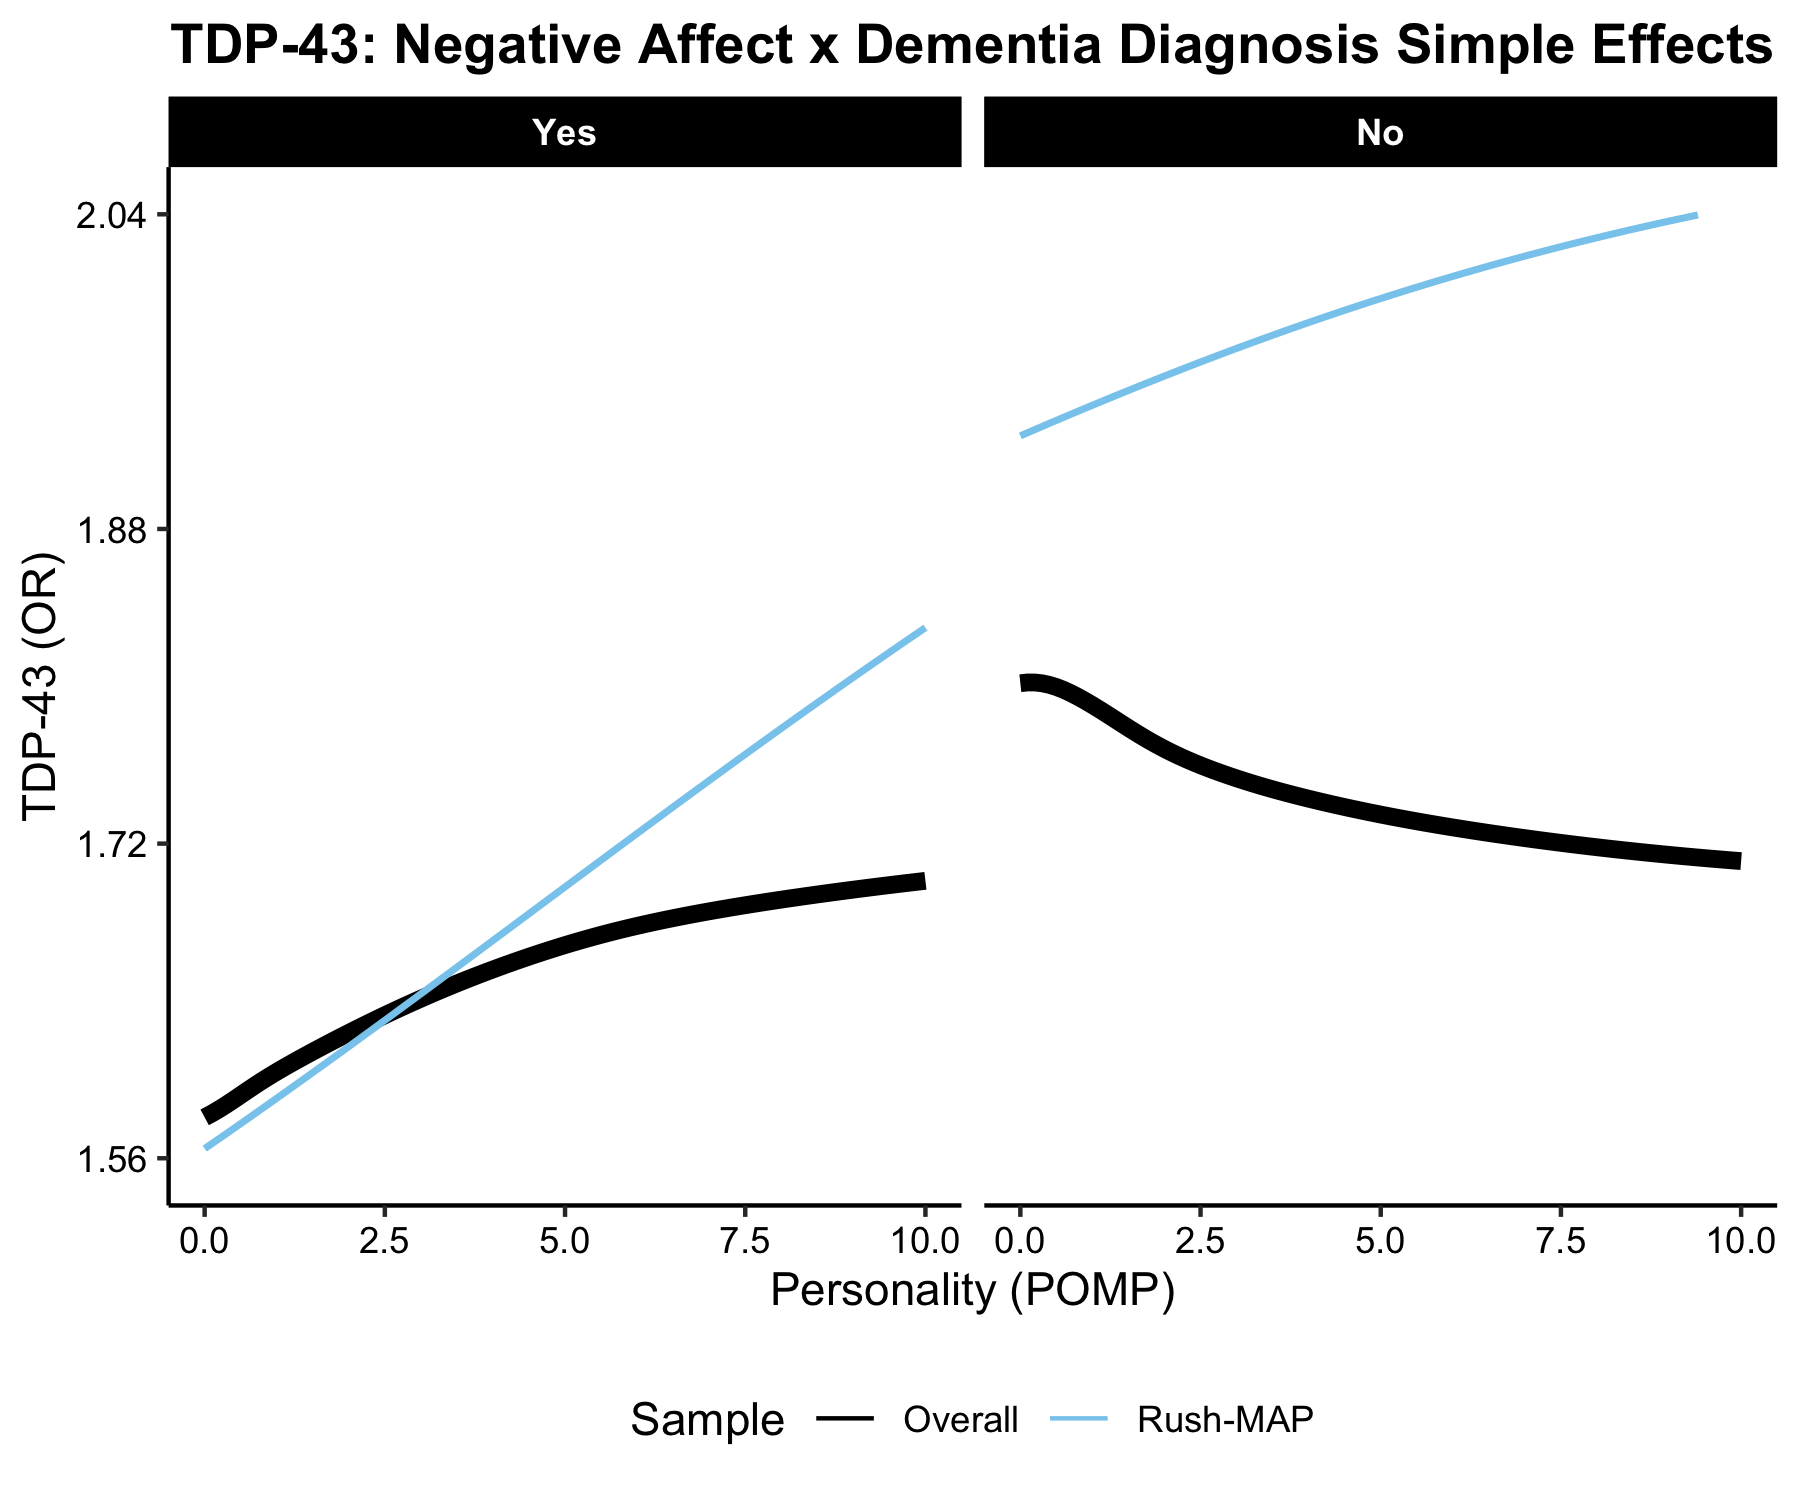 TDP-43: Negative Affect x Dementia Diagnosis Simple Effects
Yes
No
TDP-43 (OR)
2.04
1.88
1.72
1.56
0.0 2.5 5.0 7.5 10.0 0.0 2.5 5.0 7.5 10.0
Personality (POMP)
Sample Overall Rush-MAP